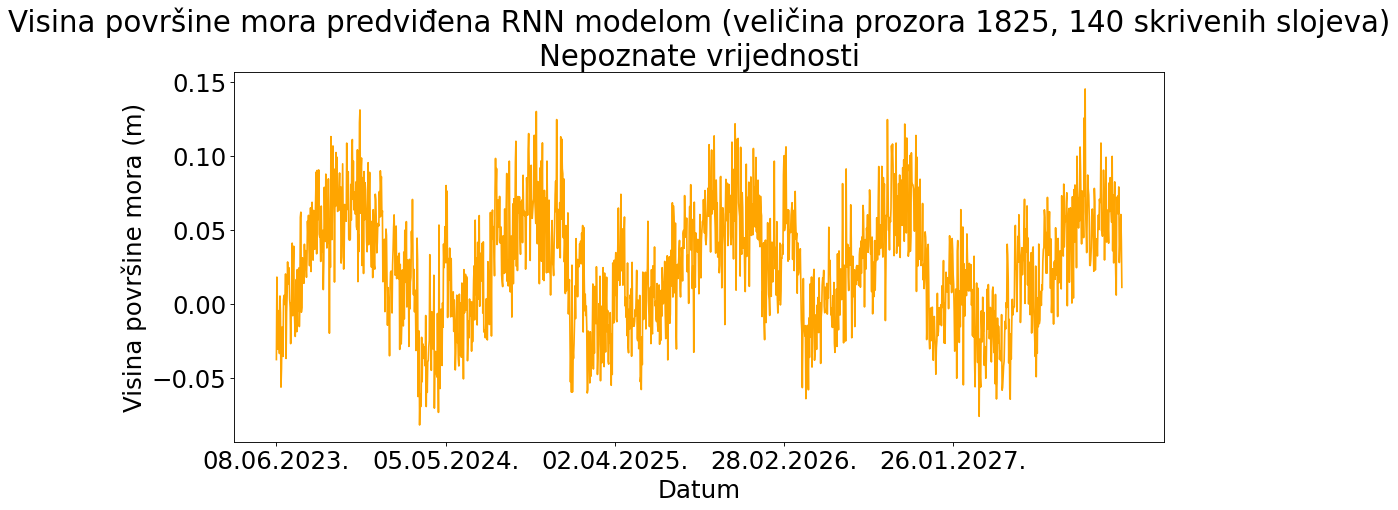 Visina površine mora predviđena RNN modelom (veličina prozora 1825, 140 skrivenih slojeva)
Nepoznate vrijednosti
0.15
0.10
0.05
0.00
−0.05
Visina površine mora (m)
08.06.2023. 05.05.2024. 02.04.2025. 28.02.2026. 26.01.2027.
Datum